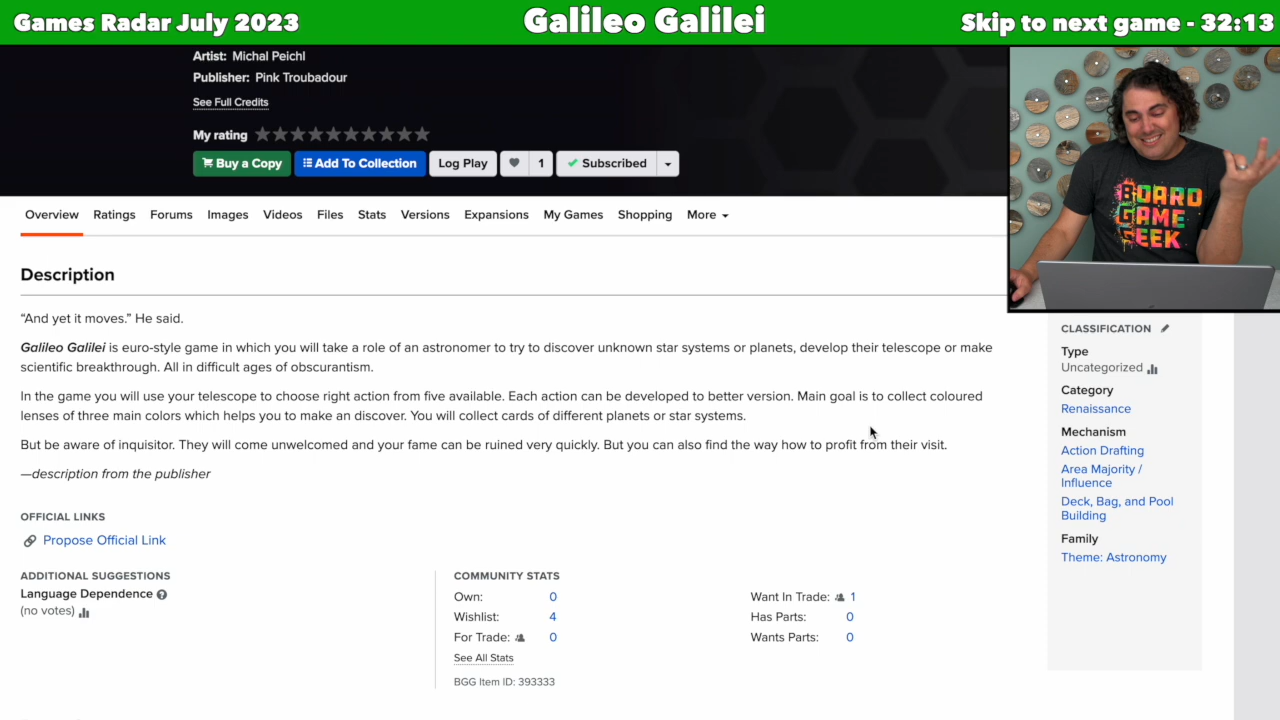 Games Radar July 2023
Galileo Galilei
Skip to next game - 32:13
Artist: Michal Peichl
Publisher: Pink Troubadour
See Full Credits
My rating
Buy a Copy
Add To Collection
Log Play
1
Subscribed
BOARD
GAME
GEEK
Overview
Ratings
Forums
Images
Videos
Files
Stats
Versions
Expansions
My Games
Shopping
More
Description
“And yet it moves.” He said.
Galileo Galilei is euro-style game in which you will take a role of an astronomer to try to discover unknown star systems or planets, develop their telescope or make
scientific breakthrough. All in difficult ages of obscurantism.
In the game you will use your telescope to choose right action from five available. Each action can be developed to better version. Main goal is to collect coloured
lenses of three main colors which helps you to make an discover. You will collect cards of different planets or star systems.
But be aware of inquisitor. They will come unwelcomed and your fame can be ruined very quickly. But you can also find the way how to profit from their visit.
—description from the publisher
OFFICIAL LINKS
Propose Official Link
ADDITIONAL SUGGESTIONS
Language Dependence
(no votes)
COMMUNITY STATS
Own: 0
Wishlist: 4
For Trade: 0
See All Stats
BGG Item ID: 393333
Want In Trade: 1
Has Parts: 0
Wants Parts: 0
CLASSIFICATION
Type
Uncategorized
Category
Renaissance
Mechanism
Action Drafting
Area Majority /
Influence
Deck, Bag, and Pool
Building
Family
Theme: Astronomy